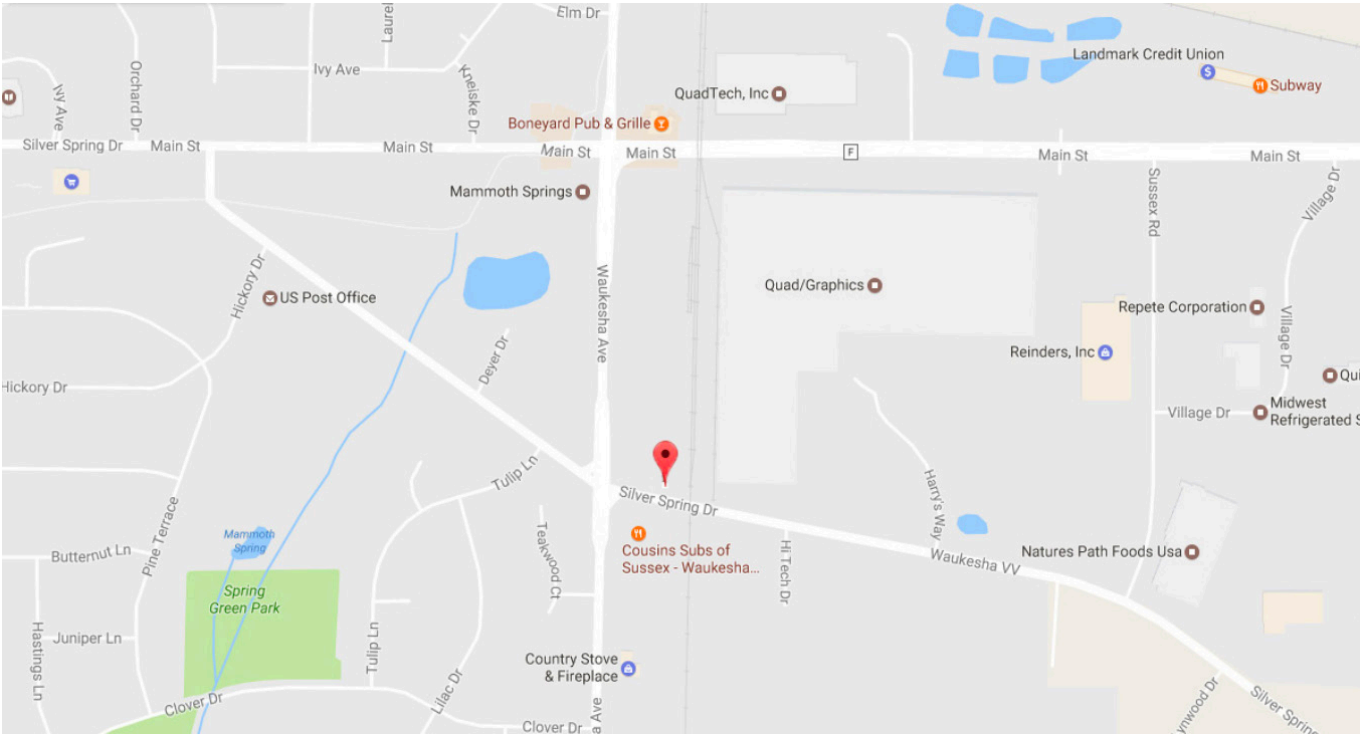 Elm Dr
Laurel
Landmark Credit Union
Ivy Ave
Kneiske Dr
Orchard Dr
Ivy Ave
QuadTech, Inc
Subway
Boneyard Pub & Grille
Silver Spring Dr
Main St
Main St
Main St
Main St
F
Main St
Main St
Mammoth Springs
Sussex Rd
Village Dr
Hickory Dr
US Post Office
Waukesha Ave
Quad/Graphics
Repete Corporation
Village Dr
Deyer Dr
Reinders, Inc
Hickory Dr
Qui
Village Dr
Midwest
Refrigerated S
Tulip Ln
Silver Spring Dr
Harry's Way
Pine Terrace
Mammoth
Spring
Teakwood Ct
Cousins Subs of
Sussex - Waukesha...
Hi Tech Dr
Waukesha VV
Natures Path Foods Usa
Butternut Ln
Spring
Green Park
Juniper Ln
Hastings Ln
Tulip Ln
Country Stove
& Fireplace
Lilac Dr
Clover Dr
Clover Dr
a Ave
ynwood Dr
Silver Spring